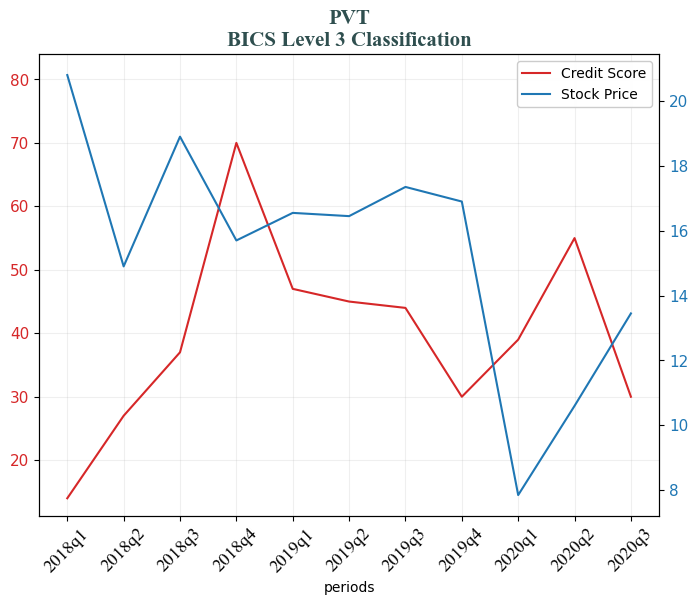 PVT
BICS Level 3 Classification
Credit Score
Stock Price
80
70
60
50
40
30
20
20
18
16
14
12
10
8
2018q1
2018q2
2018q3
2018q4
2019q1
2019q2
2019q3
2019q4
2020q1
2020q2
2020q3
periods